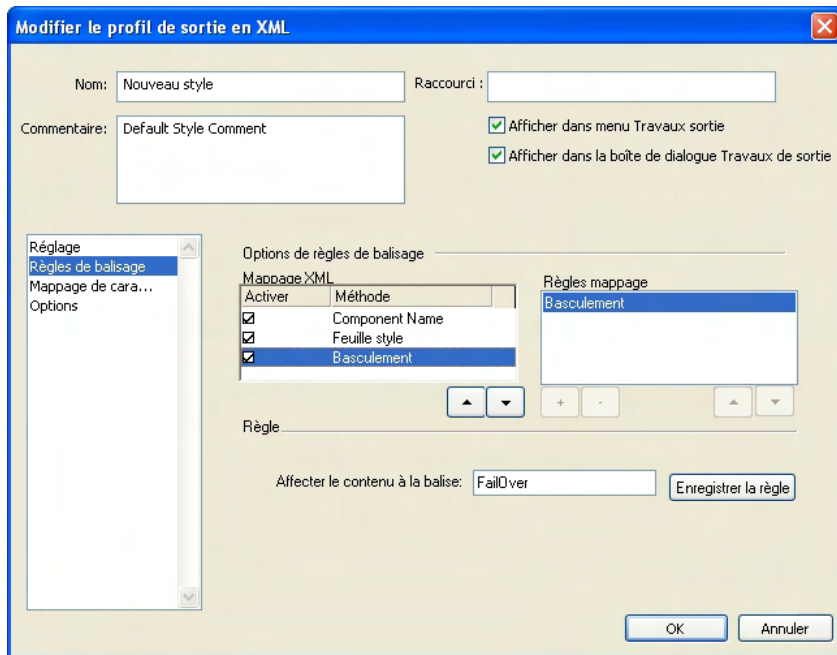 Modifier le profil de sortie en XML
Nom: Nouveau style Raccourci :
Commentaire: Default Style Comment
Afficher dans menu Travaux sortie
Afficher dans la boîte de dialogue Travaux de sortie
Réglage
Règles de balisage
Mappage de cara...
Options
Options de règles de balisage
Mappage XML
Activer Méthode
Component Name
Feuille style
Basculement
Règles mappage
Basculement
+ -
Règle
Affecter le contenu à la balise: FailOver Enregistrer la règle
OK Annuler